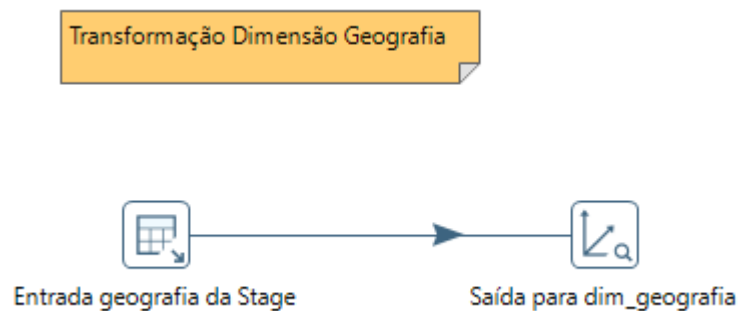 Transformação Dimensão Geografia
Entrada geografia da Stage
Saída para dim_geografia